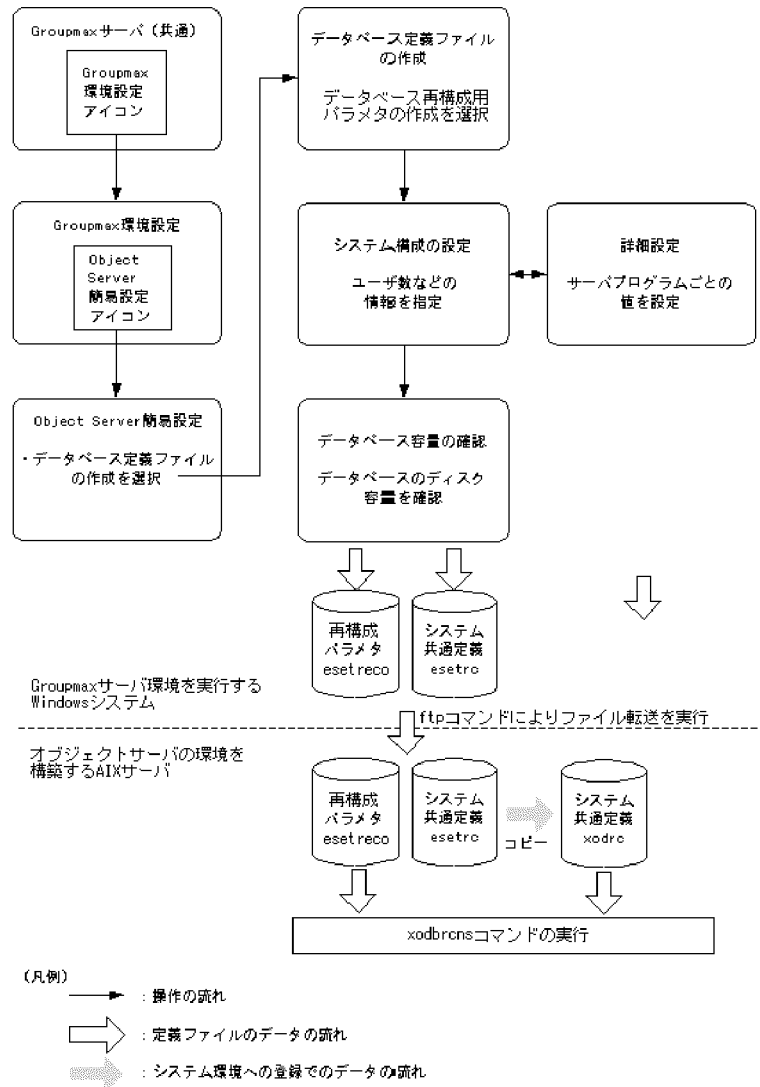 Groupmaxサーバ（共通）
Groupmax
環境設定
アイコン
Groupmax環境設定
Object
Server
簡易設定
アイコン
Object Server簡易設定
・データベース定義ファイル
の作成を選択
データベース定義ファイル
の作成
データベース再構成用
パラメタの作成を選択
システム構成の設定
ユーザ数などの
情報を指定
詳細設定
サーバプログラムごとの
値を設定
データベース容量の確認
データベースのディスク
容量を確認
再構成
パラメタ
esetreco
システム
共通定義
esetrc
Groupmaxサーバ環境を実行する
Windowsシステム
ftpコマンドによりファイル転送を実行
オブジェクトサーバの環境を
構築するAIXサーバ
再構成
パラメタ
esetreco
システム
共通定義
esetrc
コピー
システム
共通定義
xodrc
xodbrcnsコマンドの実行
（凡例）
：操作の流れ
：定義ファイルのデータの流れ
：システム環境への登録でのデータの流れ